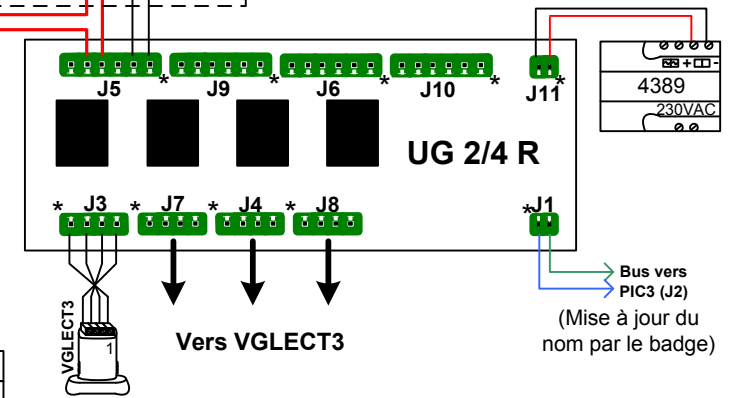 J5
*
J9
*
J6
*
J10
*
J11
*
+ -
4389
230VAC
UG 2/4 R
*
J3
*
J7
*
J4
*
J8
*
J1
VGLECT3
1
Vers VGLECT3
Bus vers
PIC3 (J2)
(Mise à jour du
nom par le badge)